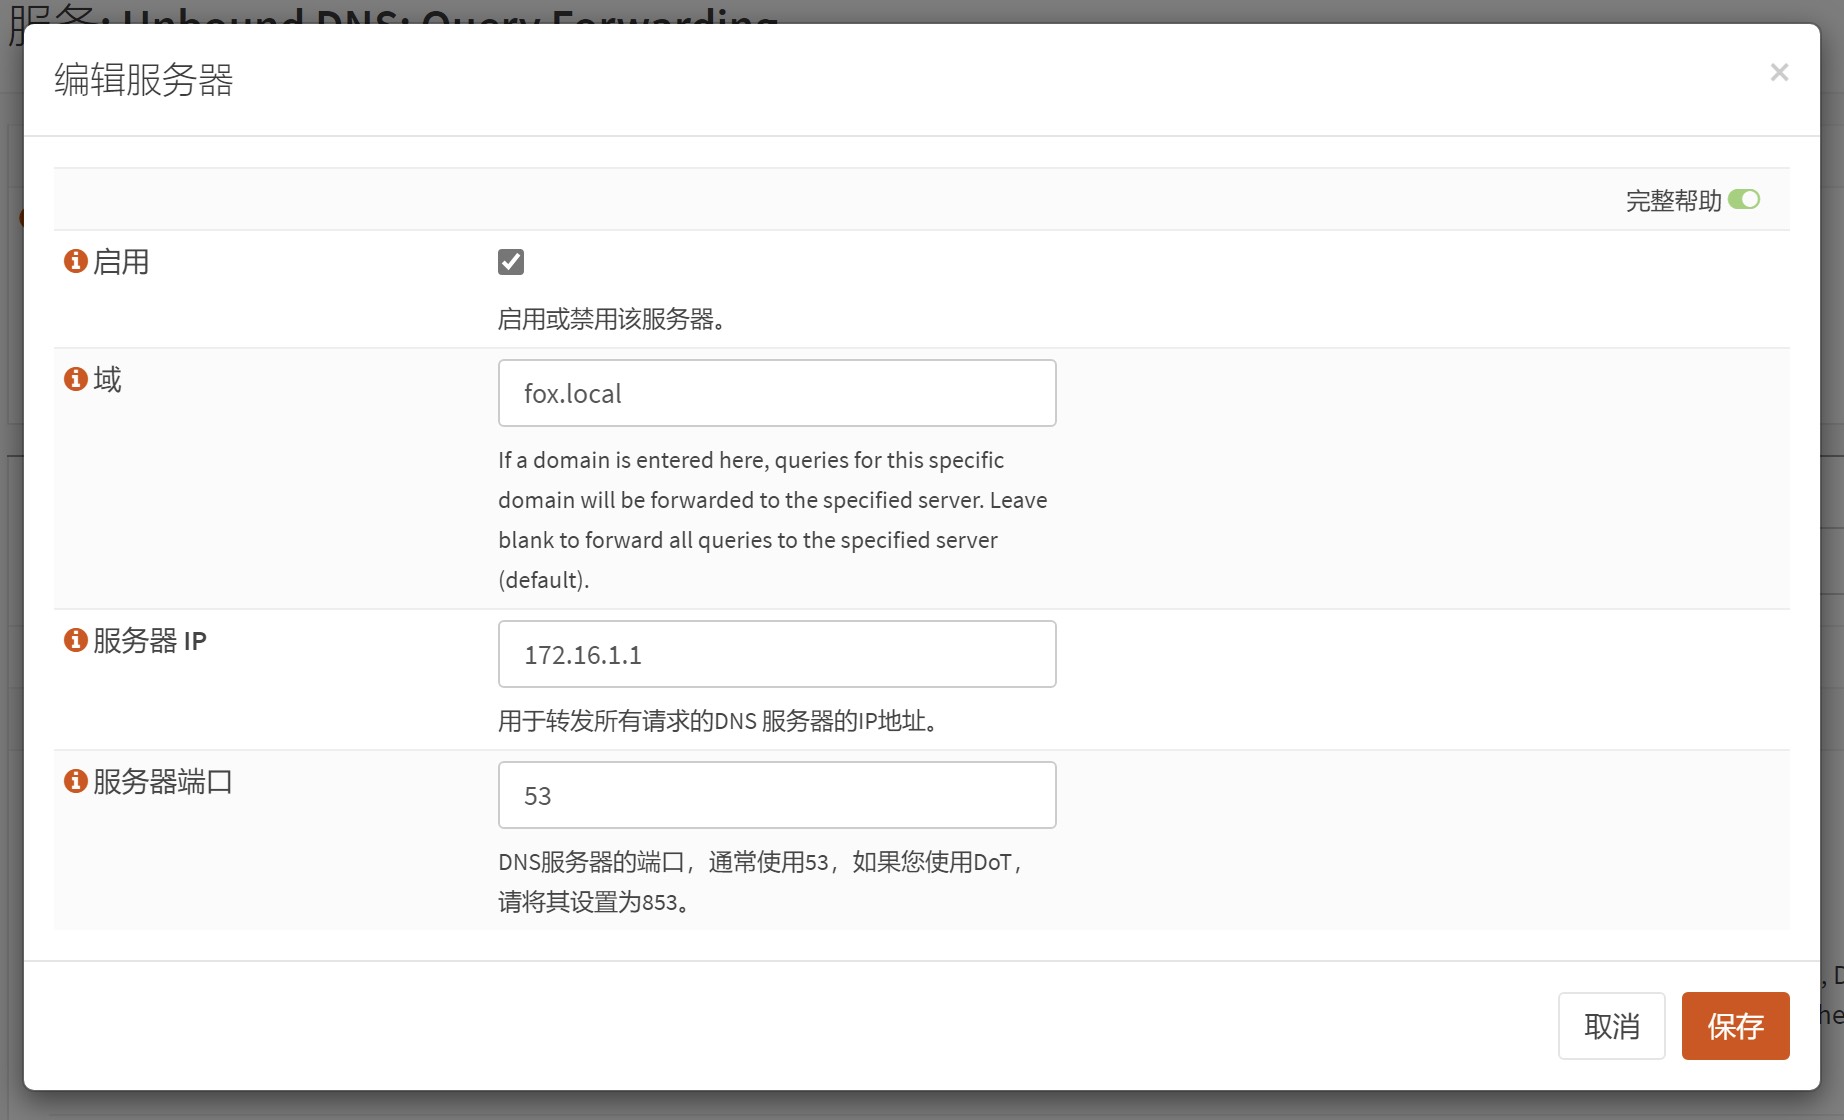 服务: Unbound DNS: Query Forwarding
编辑服务器
×
完整帮助
启用
启用或禁用该服务器。
域
fox.local
If a domain is entered here, queries for this specific
domain will be forwarded to the specified server. Leave
blank to forward all queries to the specified server
(default).
服务器 IP
172.16.1.1
用于转发所有请求的DNS 服务器的IP地址。
服务器端口
53
DNS服务器的端口，通常使用53，如果您使用DoT，
请将其设置为853。
取消
保存